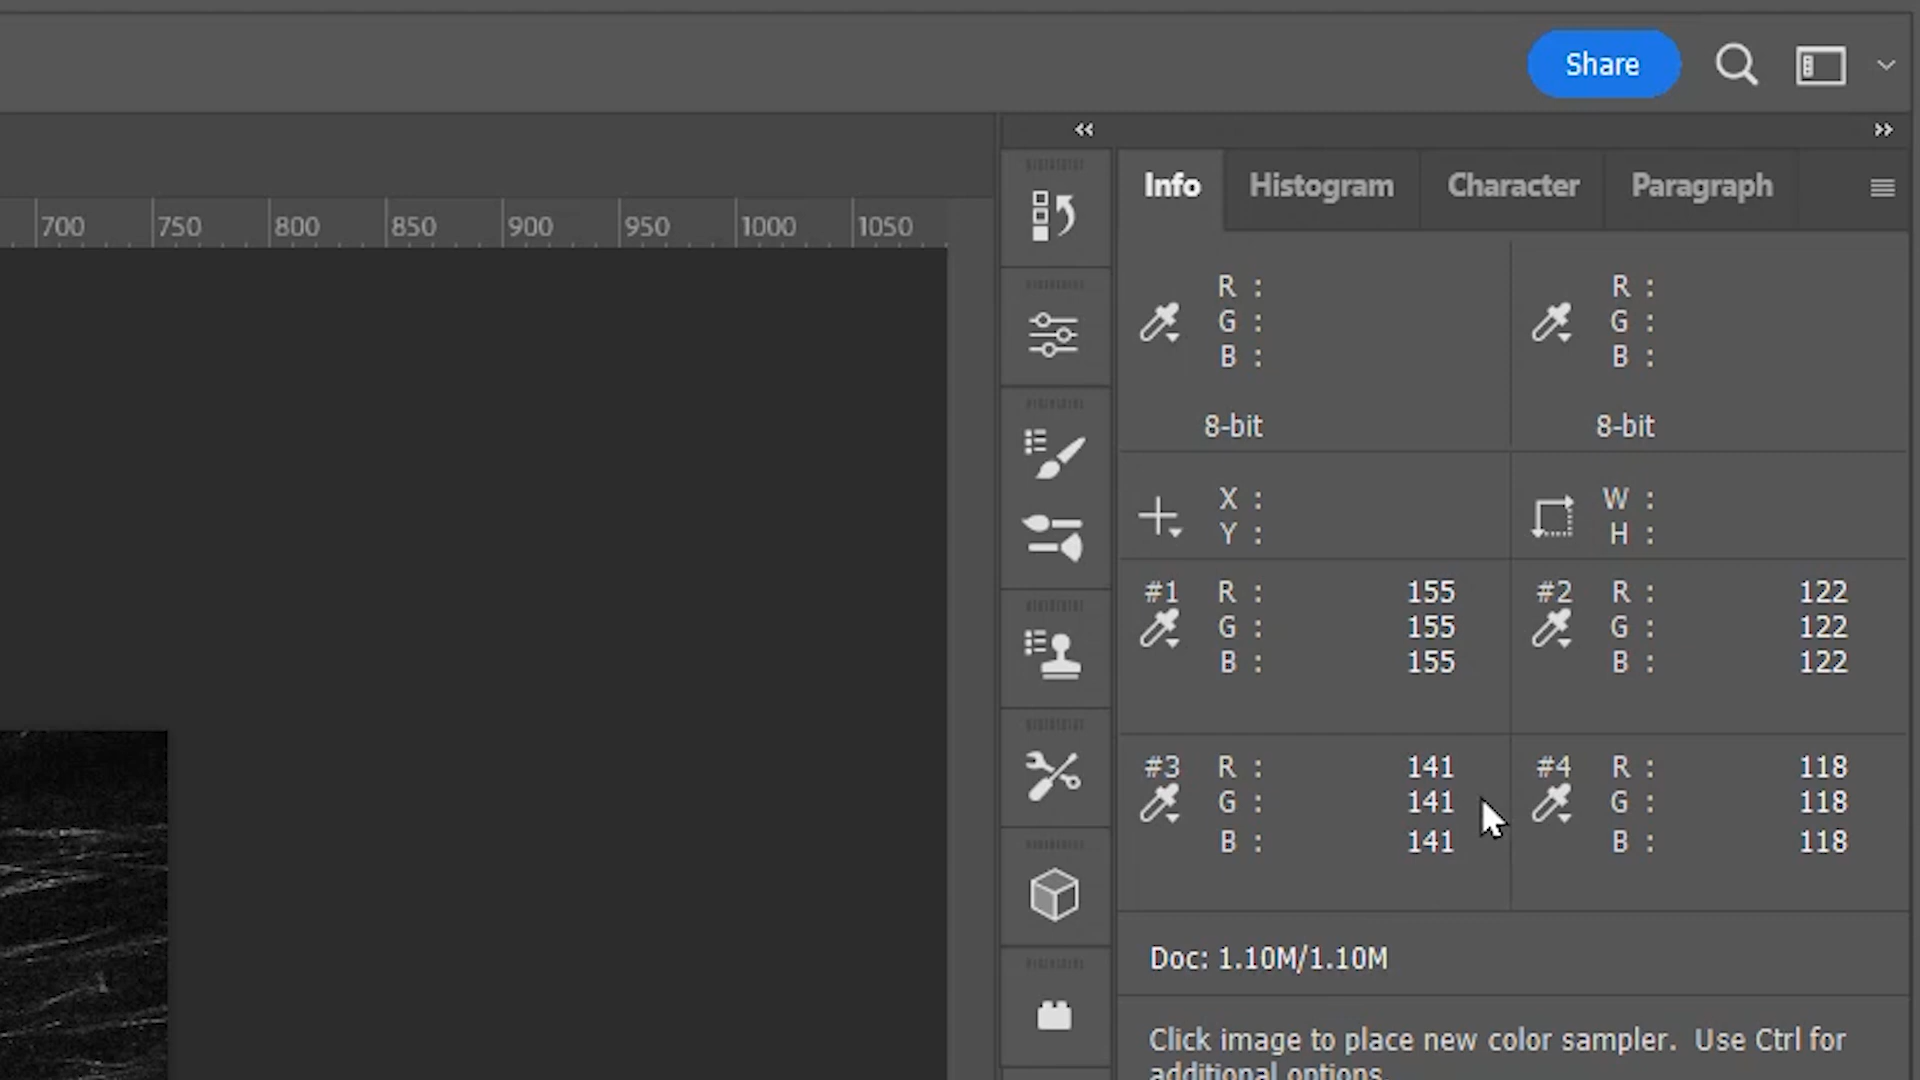 Share
Info Histogram Character Paragraph
700 750 800 850 900 950 1000 1050
R : R :
G : G :
B : B :
8-bit 8-bit
X : W :
Y : H :
#1 R : 155 #2 R : 122
G : 155 G : 122
B : 155 B : 122
#3 R : 141 #4 R : 118
G : 141 G : 118
B : 141 B : 118
Doc: 1.10M/1.10M
Click image to place new color sampler. Use Ctrl for
additional options.